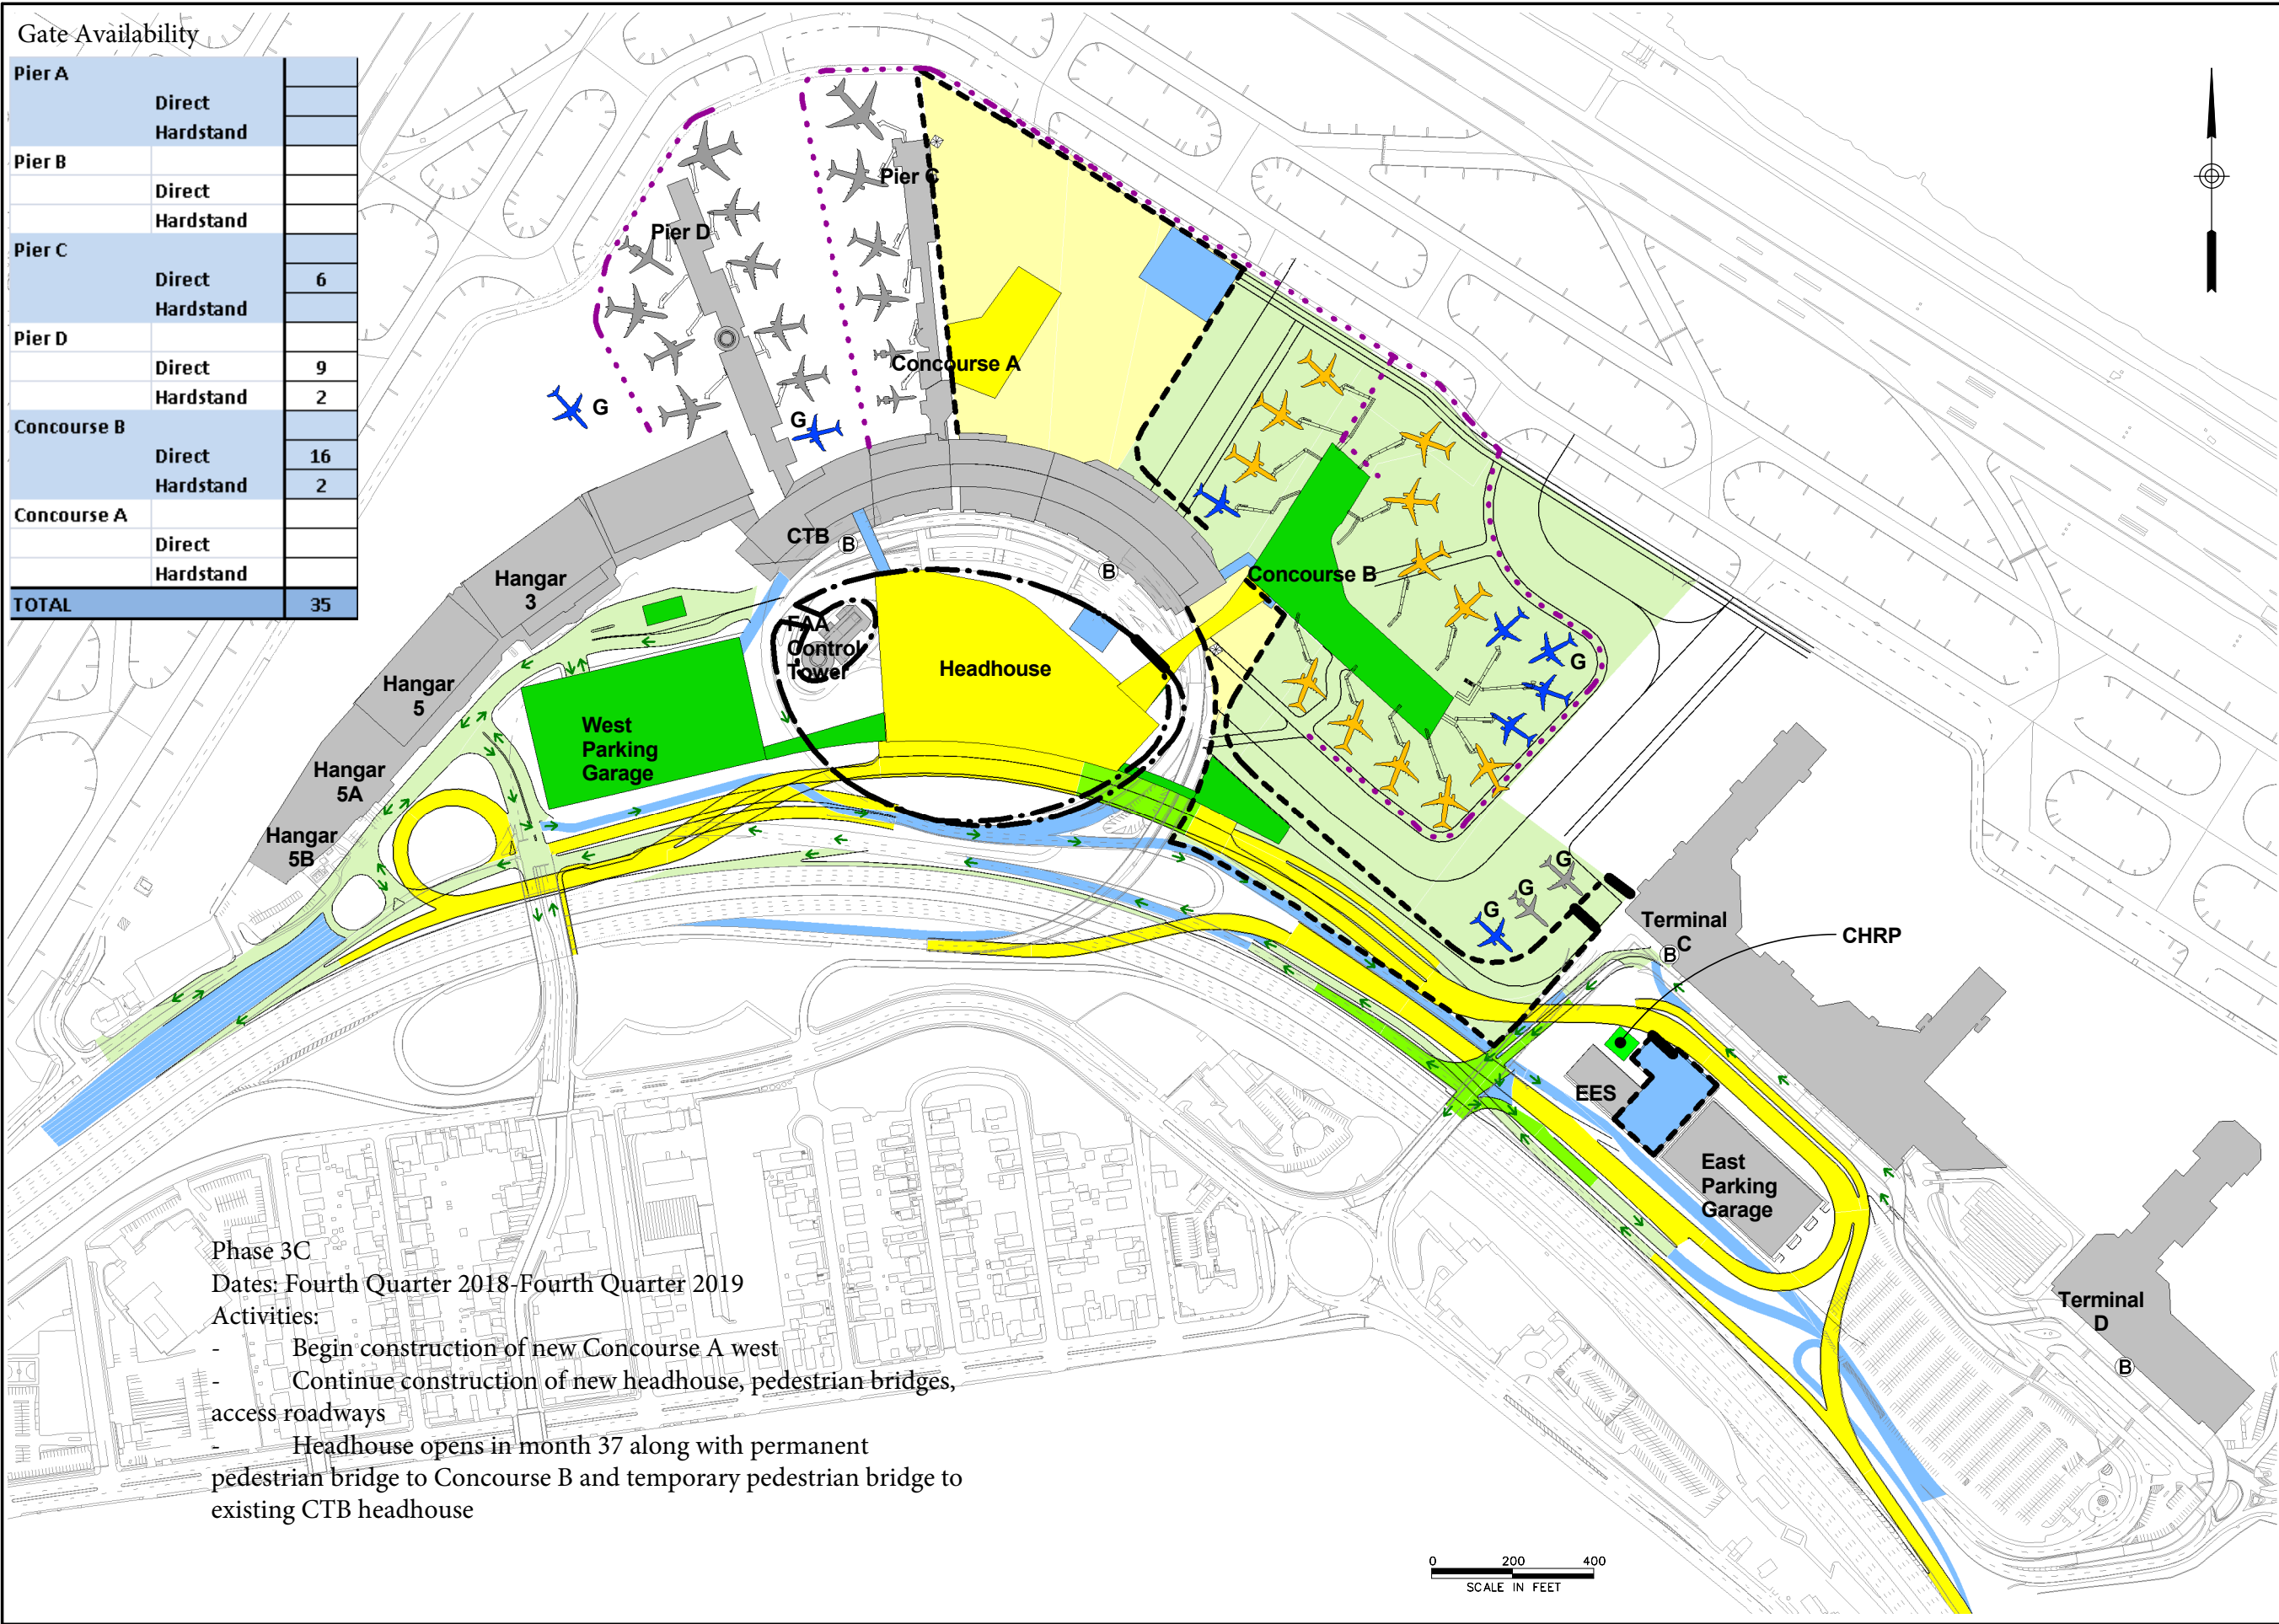 Gate Availability
Pier A
Direct
Hardstand
Pier B
Direct
Hardstand
Pier C
Direct 6
Hardstand
Pier D
Direct 9
Hardstand 2
Concourse B
Direct 16
Hardstand 2
Concourse A
Direct
Hardstand
TOTAL 35
Pier C
Pier D
Concourse A
G
G
CTB
B
B
Concourse B
Hangar
3
FAA
Control
Tower
Headhouse
G
Hangar
5
West
Parking
Garage
Hangar
5A
Hangar
5B
G
G
G
Terminal
C
B
CHRP
EES
East
Parking
Garage
Terminal
D
B
Phase 3C
Dates: Fourth Quarter 2018-Fourth Quarter 2019
Activities:
- Begin construction of new Concourse A west
- Continue construction of new headhouse, pedestrian bridges,
access roadways
- Headhouse opens in month 37 along with permanent
pedestrian bridge to Concourse B and temporary pedestrian bridge to
existing CTB headhouse
0 200 400
SCALE IN FEET